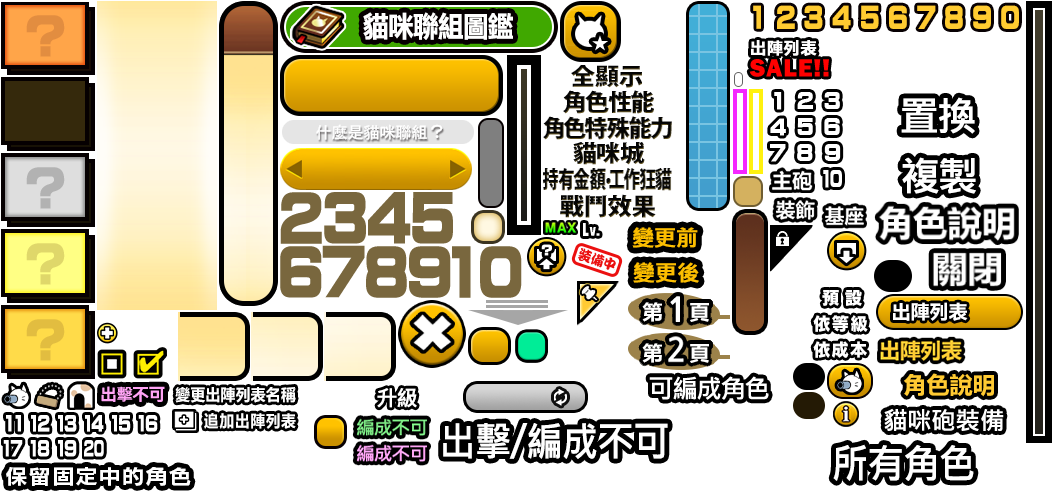 ?
?
?
?
?
貓咪聯組圖鑑
什麼是貓咪聯組？
2345
678910
全顯示
角色性能
角色特殊能力
貓咪城
持有金額·工作狂貓
戰鬥效果
MAX Lv.
装備中
變更前
變更後
第1頁
第2頁
可編成角色
1234567890
出陣列表
SALE!!
1 2 3
4 5 6
7 8 9
主砲 10
裝飾
基座
預設
依等級
依成本
置換
複製
角色說明
關閉
出陣列表
出陣列表
角色說明
貓咪砲裝備
所有角色
出擊不可
變更出陣列表名稱
11 12 13 14 15 16
追加出陣列表
17 18 19 20
保留固定中的角色
升級
編成不可
編成不可
出擊/編成不可